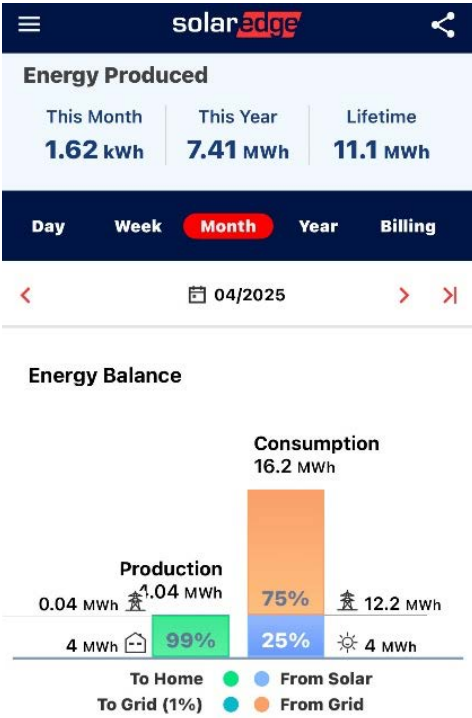 solaredge
Energy Produced
This Month This Year Lifetime
1.62 kWh 7.41 MWh 11.1 MWh
Day Week Month Year Billing
04/2025
Energy Balance
Consumption
16.2 MWh
Production
4.04 MWh
0.04 MWh 75% 12.2 MWh
4 MWh 99% 25% 4 MWh
To Home From Solar
To Grid (1%) From Grid